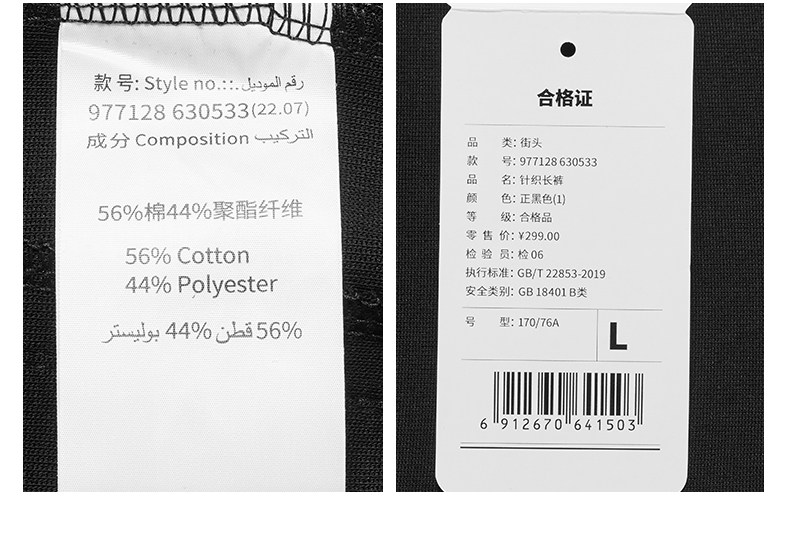 款号: Style no.::.رقم الموديل
977128 630533(22.07)
成分 Composition التركيب
56%棉44%聚酯纤维
56% Cotton
44% Polyester
56% قطن 44% بوليستر
合格证
品 类: 街头
款 号: 977128 630533
品 名: 针织长裤
颜 色: 正黑色(1)
等 级: 合格品
零 售 价: ¥299.00
检 验 员: 检 06
执行标准: GB/T 22853-2019
安全类别: GB 18401 B类
号 型: 170/76A
L
6 912670 641503